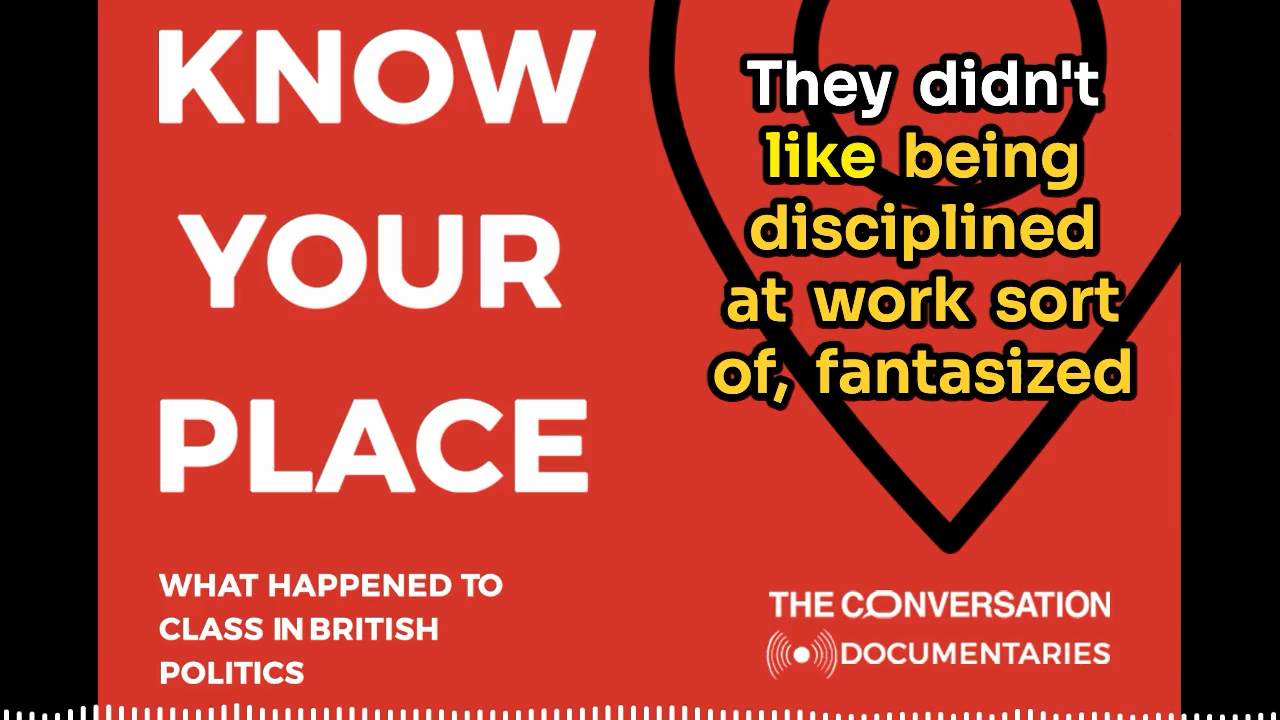 KNOW
YOUR
PLACE
WHAT HAPPENED TO
CLASS IN BRITISH
POLITICS
They didn't
like being
disciplined
at work sort
of, fantasized
THE CONVERSATION
DOCUMENTARIES